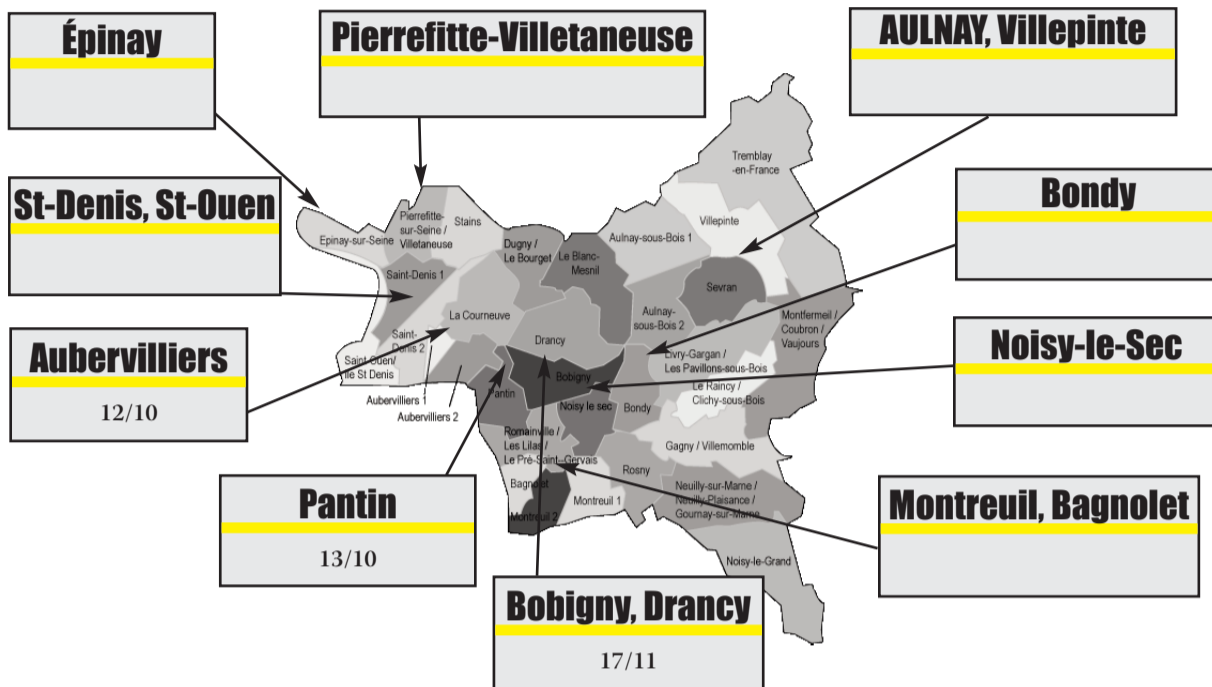 Épinay
Pierrefitte-Villetaneuse
AULNAY, Villepinte
St-Denis, St-Ouen
Bondy
Aubervilliers
12/10
Noisy-le-Sec
Pantin
13/10
Montreuil, Bagnolet
Bobigny, Drancy
17/11
Tremblay
-en-France
Villepinte
Epinay-sur-Seine
Pierrefitte-
sur-Seine /
Villetaneuse
Stains
Dugny /
Le Bourget
Le Blanc-
Mesnil
Aulnay-sous-Bois 1
Sevran
Saint-Denis 1
La Courneuve
Aulnay-
sous-Bois 2
Montfermeil /
Coubron /
Vaujours
Saint-
Denis 2
Drancy
Livry-Gargan /
Les Pavillons-sous-Bois
Saint Ouen/
Ile St Denis
Aubervilliers 1
Aubervilliers 2
Pantin
Bobigny
Noisy le sec
Bondy
Le Raincy /
Clichy-sous-Bois
Romainville /
Les Lilas /
Le Pré-Saint-Gervais
Gagny / Villemomble
Rosny
Bagnolet
Montreuil 2
Montreuil 1
Neuilly-sur-Marne /
Neuilly-Plaisance /
Gournay-sur-Marne
Noisy-le-Grand